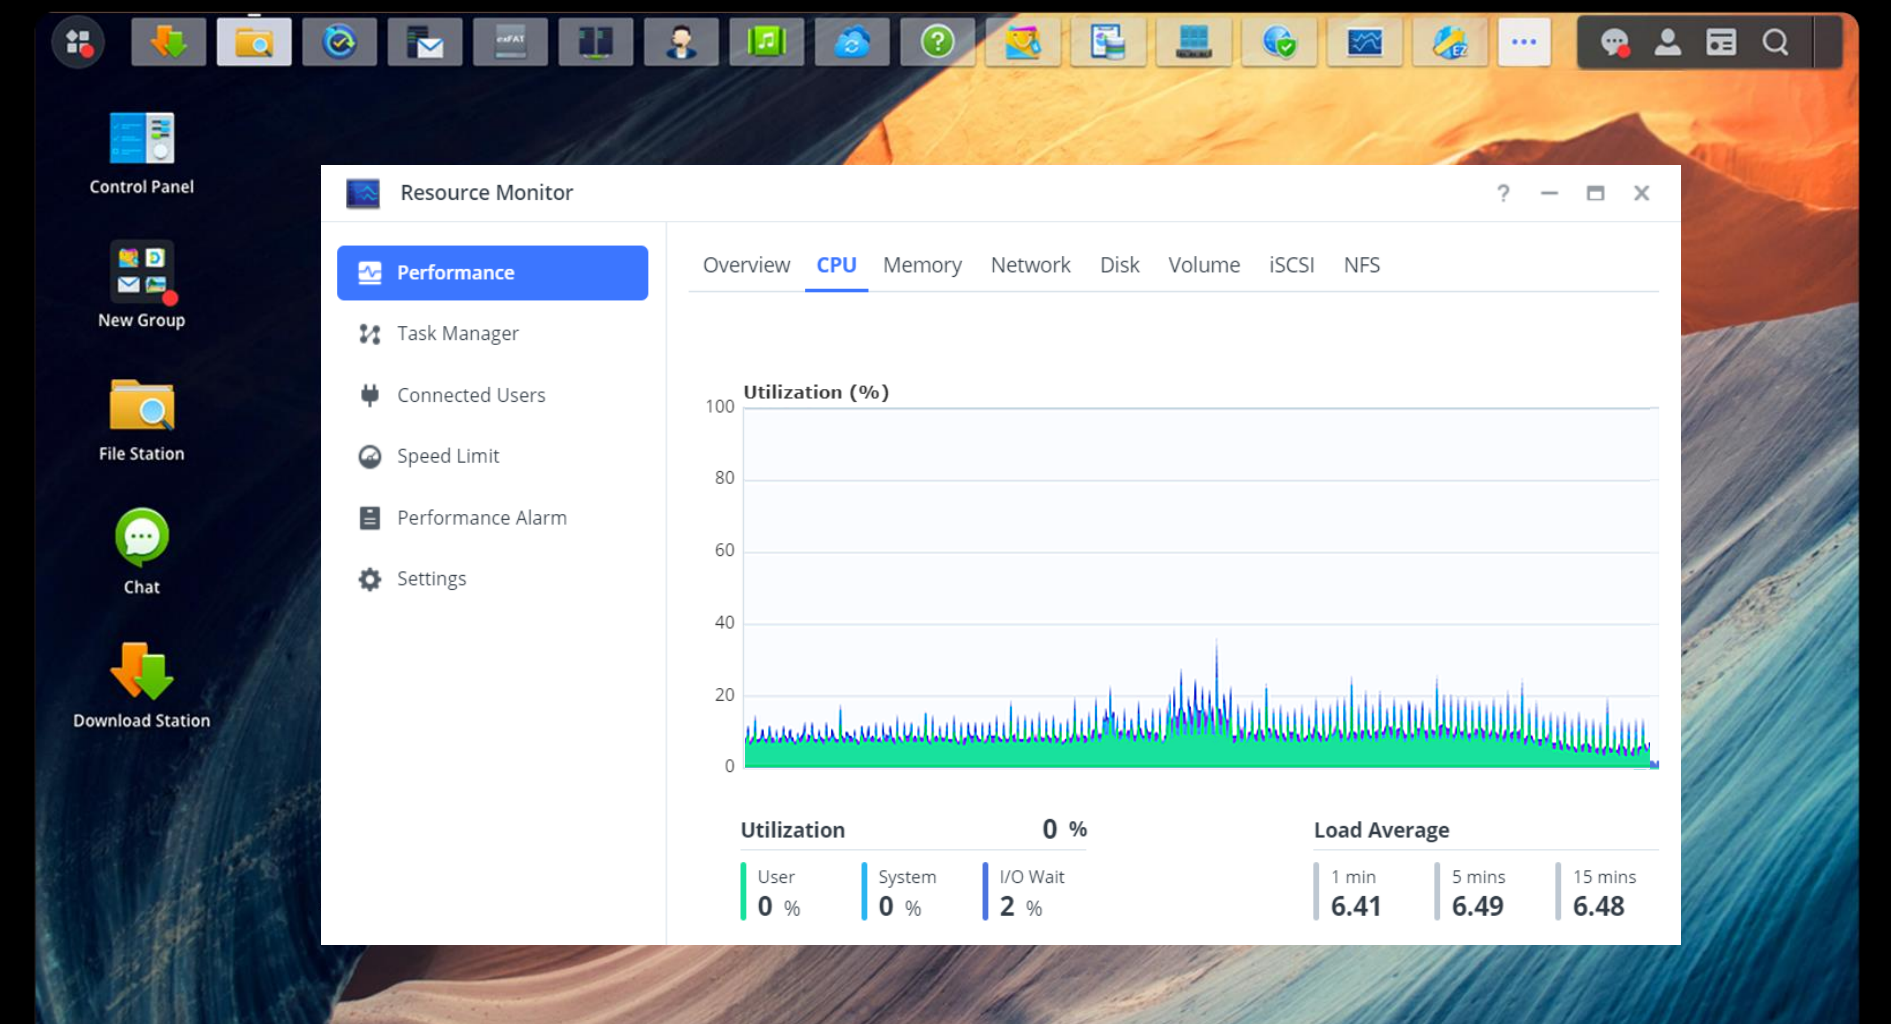 exFAT
?
EZ
Control Panel
New Group
File Station
Chat
Download Station
Resource Monitor
?
Performance
Task Manager
Connected Users
Speed Limit
Performance Alarm
Settings
Overview CPU Memory Network Disk Volume iSCSI NFS
Utilization (%)
100
80
60
40
20
0
Utilization 0 %
User System I/O Wait
0 % 0 % 2 %
Load Average
1 min 5 mins 15 mins
6.41 6.49 6.48